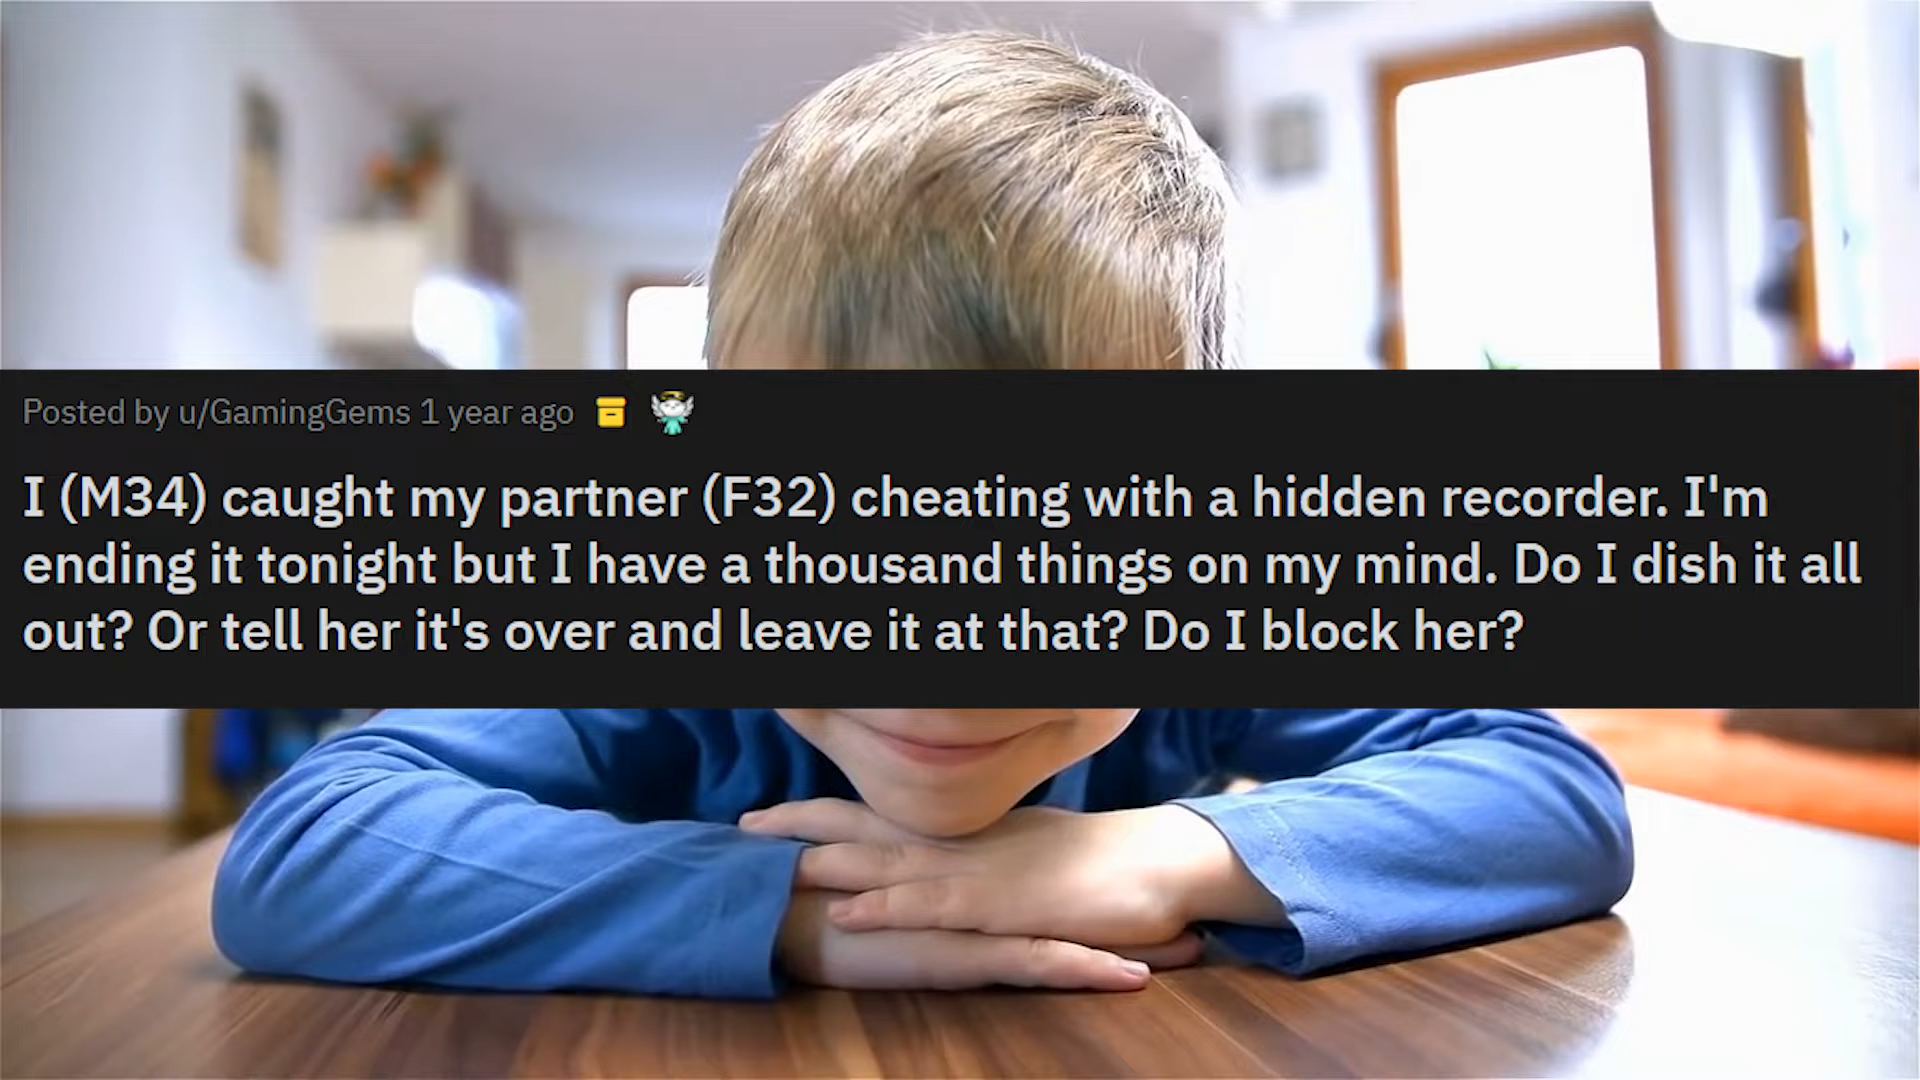 Posted by u/GamingGems 1 year ago
I (M34) caught my partner (F32) cheating with a hidden recorder. I'm
ending it tonight but I have a thousand things on my mind. Do I dish it all
out? Or tell her it's over and leave it at that? Do I block her?